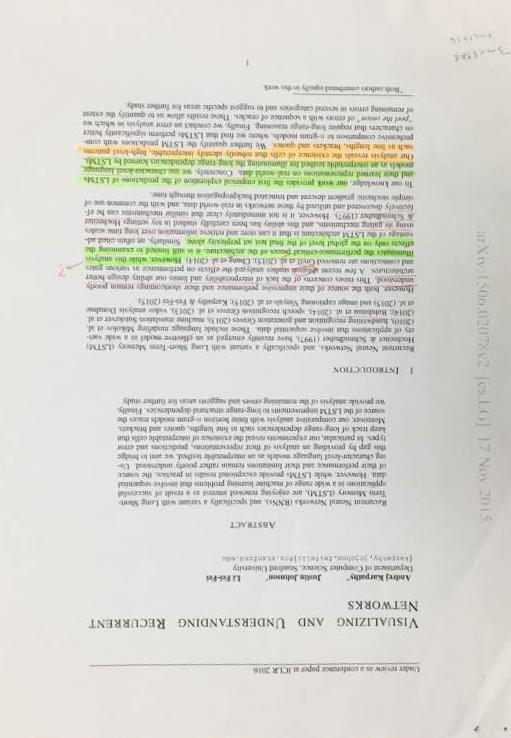 Under review as a conference paper at ICLR 2016
VISUALIZING AND UNDERSTANDING RECURRENT
NETWORKS
Andrej Karpathy* Justin Johnson* Li Fei-Fei
Department of Computer Science, Stanford University
{karpathy,jcjohns,feifeili}@cs.stanford.edu
ABSTRACT
Recurrent Neural Networks (RNNs), and specifically a variant with Long Short-
Term Memory (LSTM), are enjoying renewed interest as a result of successful
applications in a wide range of machine learning problems that involve sequential
data. However, while LSTMs provide exceptional results in practice, the source
of their performance and their limitations remain rather poorly understood. Us-
ing character-level language models as an interpretable testbed, we aim to bridge
this gap by providing an analysis of their representations, predictions and error
types. In particular, our experiments reveal the existence of interpretable cells that
keep track of long-range dependencies such as line lengths, quotes and brackets.
Moreover, our comparative analysis with finite horizon n-gram models traces the
source of the LSTM improvements to long-range structural dependencies. Finally,
we provide analysis of the remaining errors and suggests areas for further study.
1 INTRODUCTION
Recurrent Neural Networks, and specifically a variant with Long Short-Term Memory (LSTM)
Hochreiter & Schmidhuber (1997), have recently emerged as an effective model in a wide vari-
ety of applications that involve sequential data. These include language modeling Mikolov et al.
(2010), handwriting recognition and generation Graves (2013), machine translation Sutskever et al.
(2014); Bahdanau et al. (2014), speech recognition Graves et al. (2013), video analysis Donahue
et al. (2015) and image captioning Vinyals et al. (2015); Karpathy & Fei-Fei (2015).
However, both the source of their impressive performance and their shortcomings remain poorly
understood. This raises concerns of the lack of interpretability and limits our ability design better
architectures. A few recent ablation studies analyzed the effects on performance as various gates
and connections are removed Greff et al. (2015); Chung et al. (2014). However, while this analysis
illuminates the performance-critical pieces of the architecture, it is still limited to examining the
effects only on the global level of the final test set perplexity alone. Similarly, an often cited ad-
vantage of the LSTM architecture is that it can store and retrieve information over long time scales
using its gating mechanisms, and this ability has been carefully studied in toy settings Hochreiter
& Schmidhuber (1997). However, it is not immediately clear that similar mechanisms can be ef-
fectively discovered and utilized by these networks in real-world data, and with the common use of
simple stochastic gradient descent and truncated backpropagation through time.
To our knowledge, our work provides the first empirical exploration of the predictions of LSTMs
and their learned representations on real-world data. Concretely, we use character-level language
models as an interpretable testbed for illuminating the long-range dependencies learned by LSTMs.
Our analysis reveals the existence of cells that robustly identify interpretable, high-level patterns
such as line lengths, brackets and quotes. We further quantify the LSTM predictions with com-
prehensive comparison to n-gram models, where we find that LSTMs perform significantly better
on characters that require long-range reasoning. Finally, we conduct an error analysis in which we
"peel the onion" of errors with a sequence of oracles. These results allow us to quantify the extent
of remaining errors in several categories and to suggest specific areas for further study.
*Both authors contributed equally to this work.
1
arXiv:1506.02078v2 [cs.LG] 17 Nov 2015
?